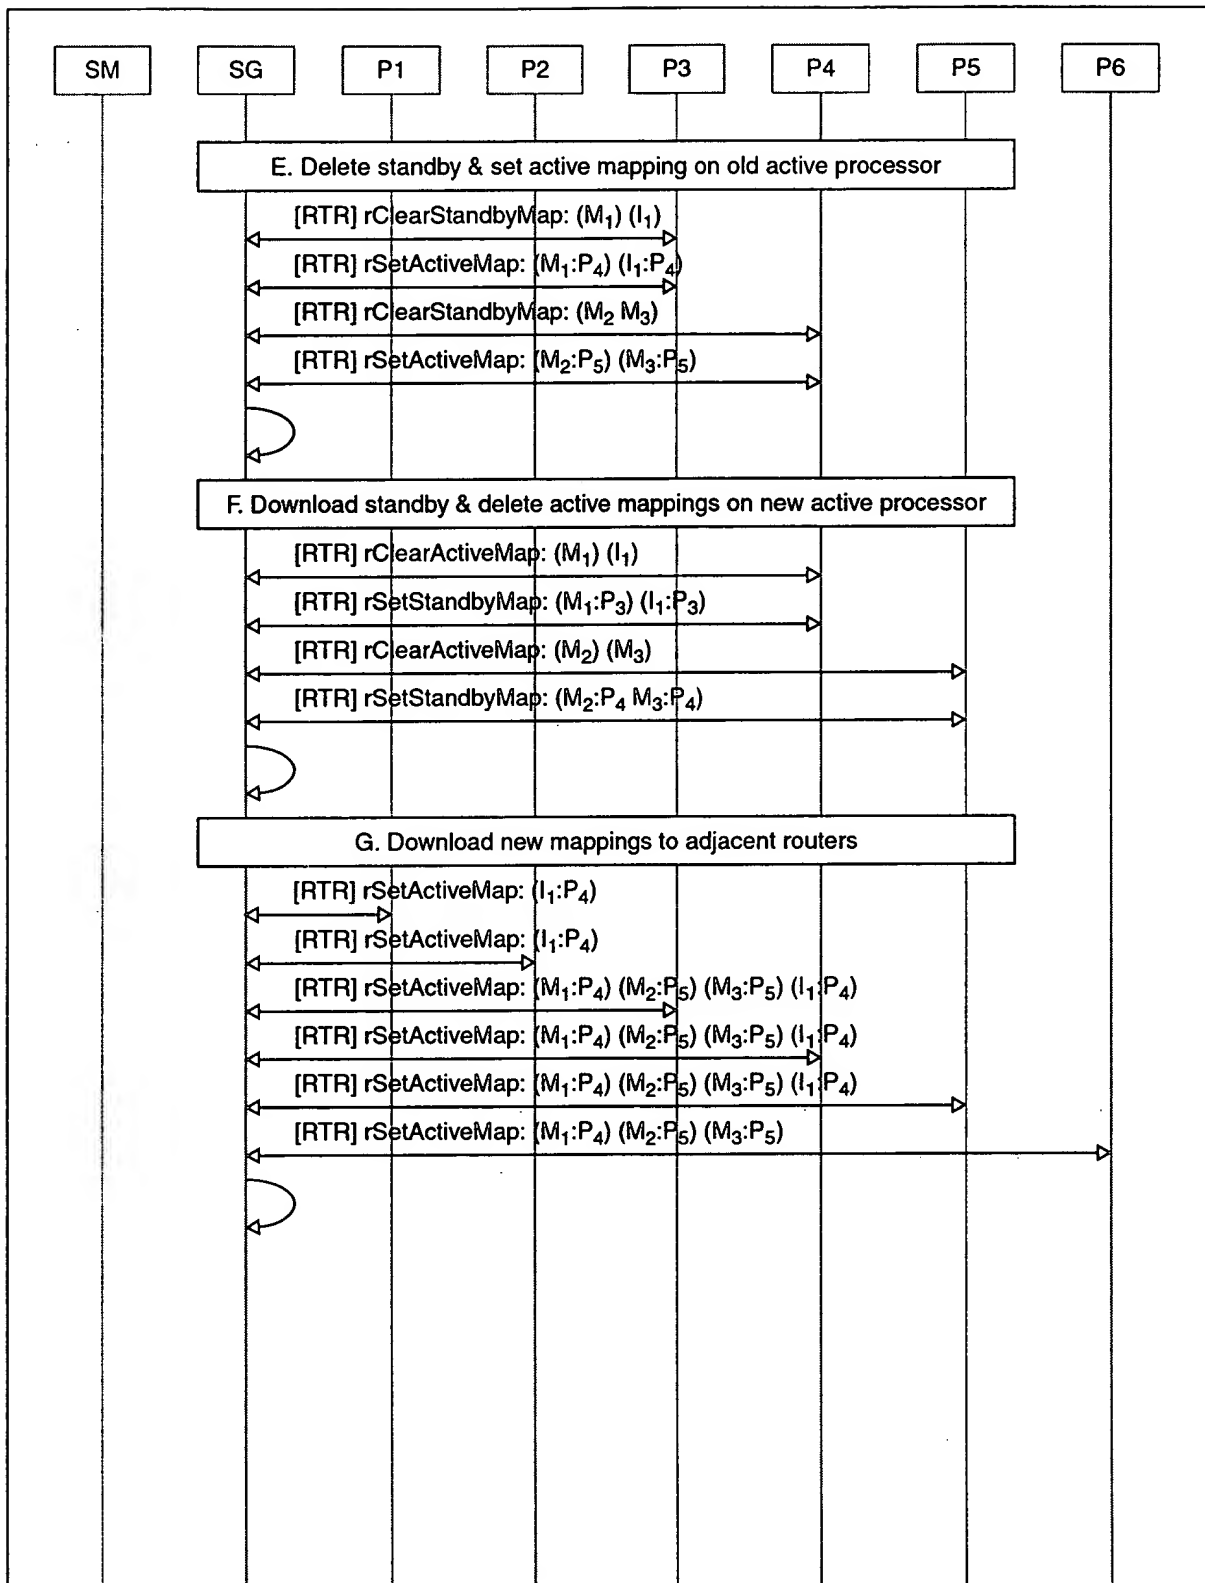 SM SG P1 P2 P3 P4 P5 P6
E. Delete standby & set active mapping on old active processor
[RTR] rClearStandbyMap: (M₁) (I₁)
[RTR] rSetActiveMap: (M₁:P₄) (I₁:P₄)
[RTR] rClearStandbyMap: (M₂ M₃)
[RTR] rSetActiveMap: (M₂:P₅) (M₃:P₅)
F. Download standby & delete active mappings on new active processor
[RTR] rClearActiveMap: (M₁) (I₁)
[RTR] rSetStandbyMap: (M₁:P₃) (I₁:P₃)
[RTR] rClearActiveMap: (M₂) (M₃)
[RTR] rSetStandbyMap: (M₂:P₄ M₃:P₄)
G. Download new mappings to adjacent routers
[RTR] rSetActiveMap: (I₁:P₄)
[RTR] rSetActiveMap: (I₁:P₄)
[RTR] rSetActiveMap: (M₁:P₄) (M₂:P₅) (M₃:P₅) (I₁:P₄)
[RTR] rSetActiveMap: (M₁:P₄) (M₂:P₅) (M₃:P₅) (I₁:P₄)
[RTR] rSetActiveMap: (M₁:P₄) (M₂:P₅) (M₃:P₅) (I₁:P₄)
[RTR] rSetActiveMap: (M₁:P₄) (M₂:P₅) (M₃:P₅)